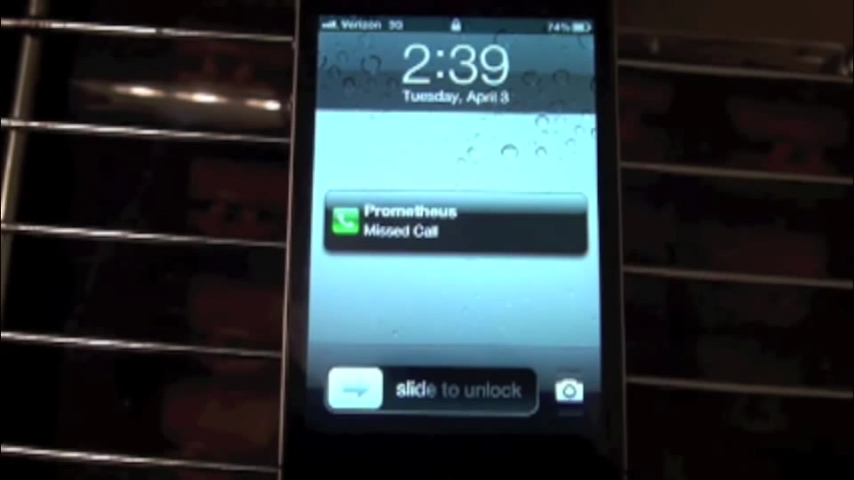 Verizon 3G 74%
2:39
Tuesday, April 3
Prometheus
Missed Call
slide to unlock